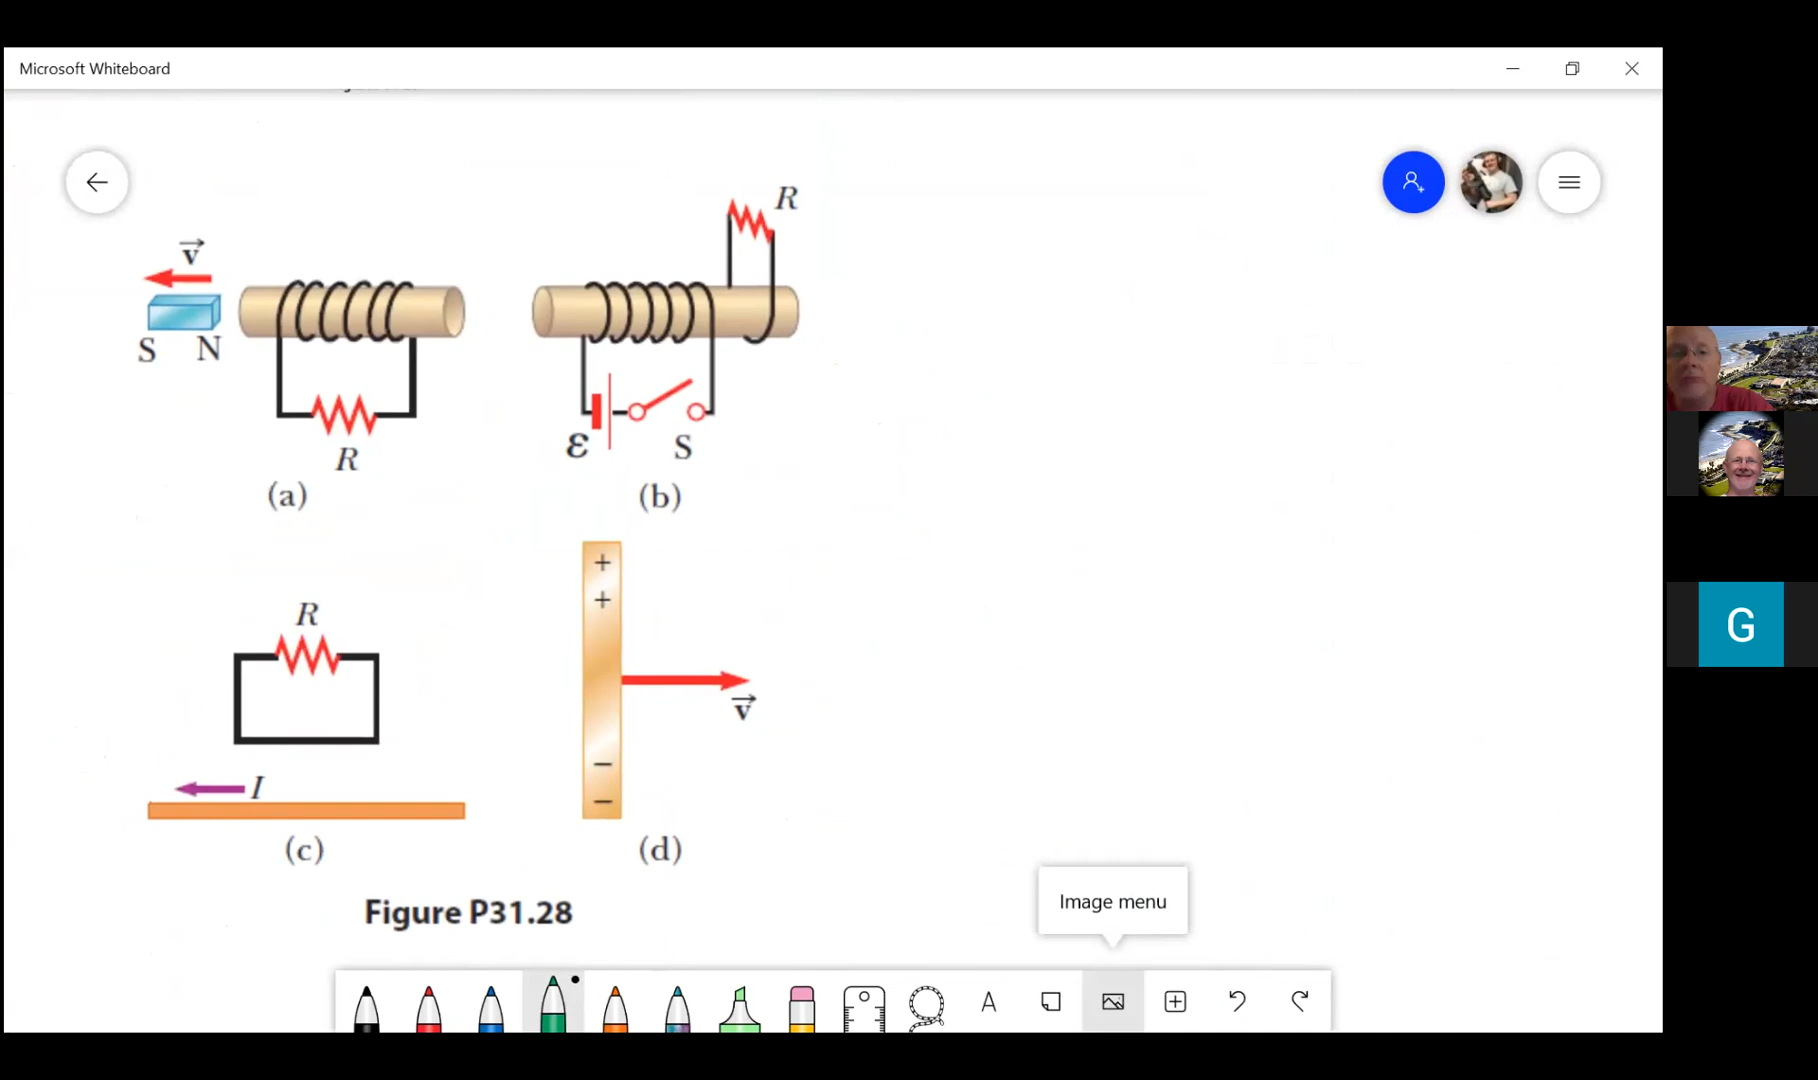 Microsoft Whiteboard
R
v
S N
R
ε S
(a) (b)
+
+
R
v
−
I
−
(c) (d)
Image menu
Figure P31.28
A
G